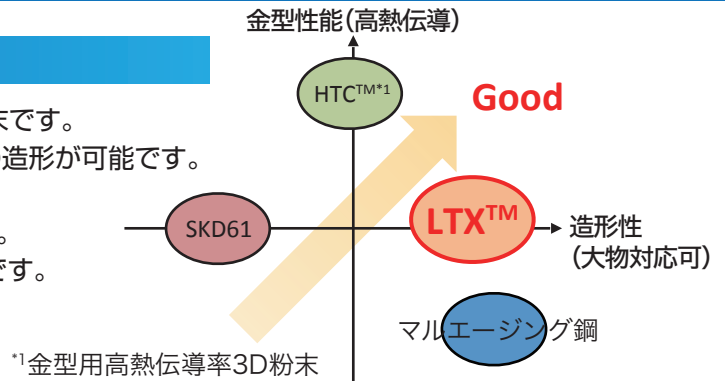 金型性能（高熱伝導）
HTC™*1
Good
末です。
造形が可能です。
SKD61
LTX™
造形性
（大物対応可）
。
です。
マルエージング鋼
*1金型用高熱伝導率3D粉末